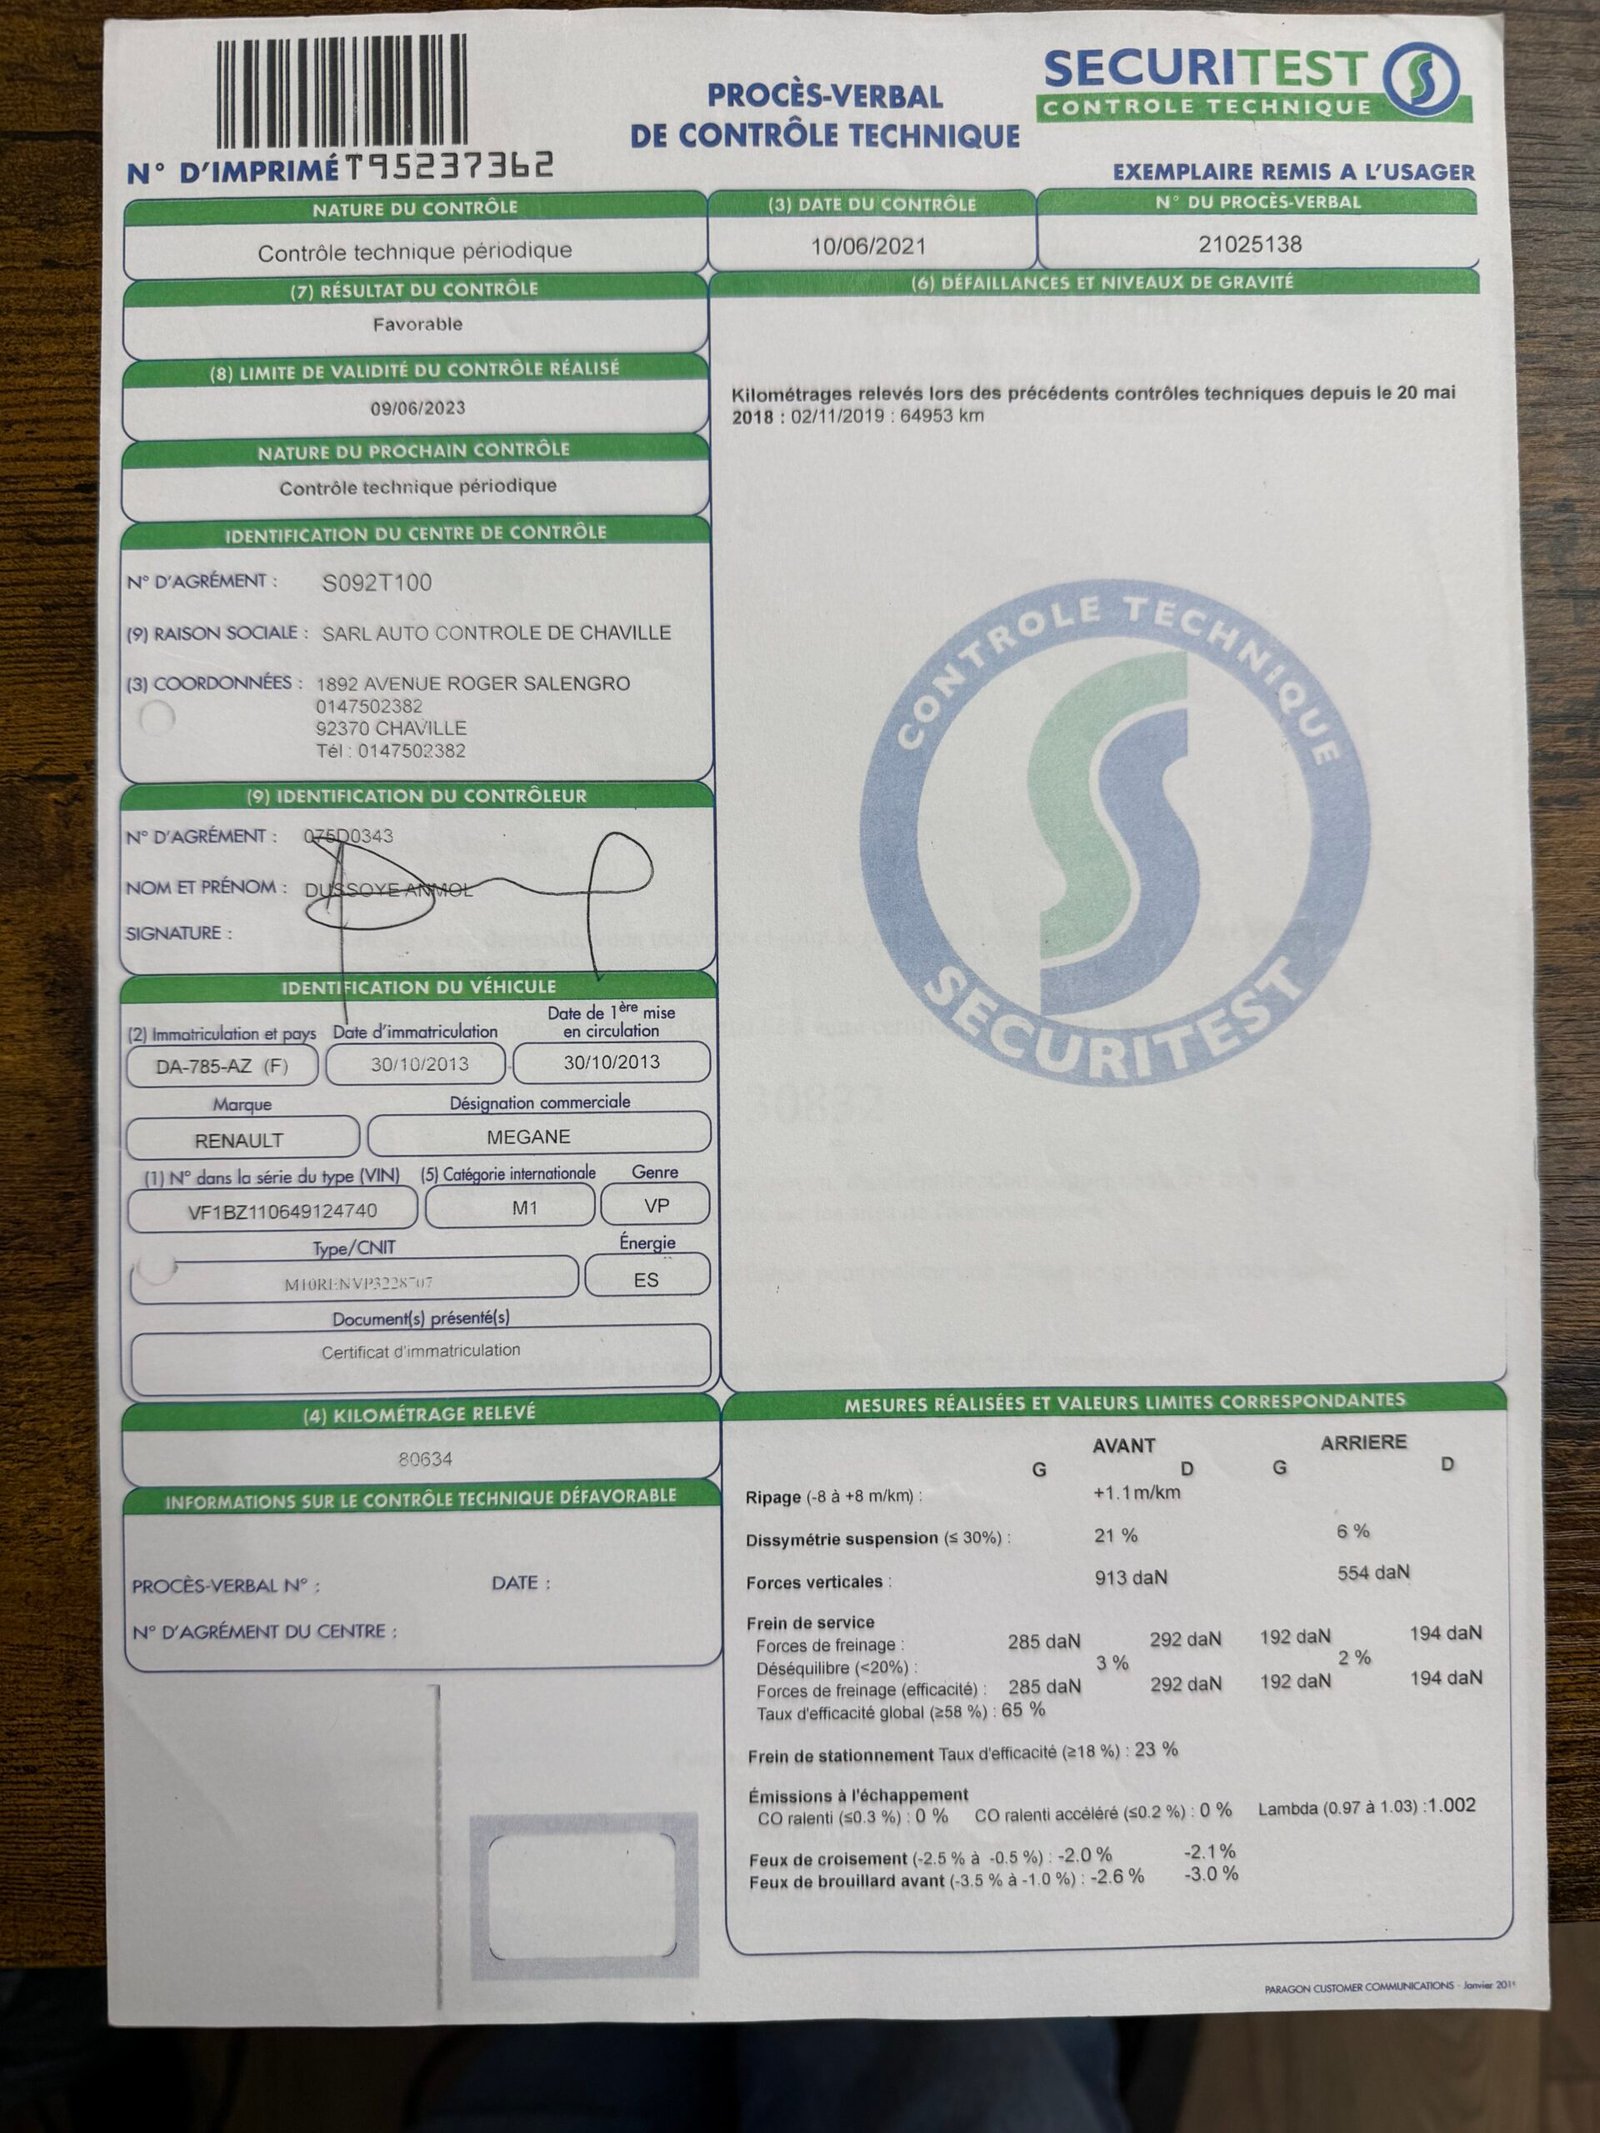 SECURITEST
CONTROLE TECHNIQUE
PROCÈS-VERBAL
DE CONTRÔLE TECHNIQUE
N° D'IMPRIMÉ T95237362
EXEMPLAIRE REMIS A L'USAGER
NATURE DU CONTRÔLE
Contrôle technique périodique
(3) DATE DU CONTRÔLE
10/06/2021
N° DU PROCÈS-VERBAL
21025138
(7) RÉSULTAT DU CONTRÔLE
Favorable
(8) LIMITE DE VALIDITÉ DU CONTRÔLE RÉALISÉ
09/06/2023
NATURE DU PROCHAIN CONTRÔLE
Contrôle technique périodique
IDENTIFICATION DU CENTRE DE CONTRÔLE
N° D'AGRÉMENT : S092T100
(9) RAISON SOCIALE : SARL AUTO CONTROLE DE CHAVILLE
(3) COORDONNÉES : 1892 AVENUE ROGER SALENGRO
0147502382
92370 CHAVILLE
Tél : 0147502382
(9) IDENTIFICATION DU CONTRÔLEUR
N° D'AGRÉMENT : 075D0343
NOM ET PRÉNOM : DUSSOYE ANMOL
SIGNATURE :
IDENTIFICATION DU VÉHICULE
(2) Immatriculation et pays
DA-785-AZ (F)
Date d'immatriculation
30/10/2013
Date de 1ère mise
en circulation
30/10/2013
Marque
RENAULT
Désignation commerciale
MEGANE
(1) N° dans la série du type (VIN)
VF1BZ110649124740
(5) Catégorie internationale
M1
Genre
VP
Type/CNIT
M10RENVP3228707
Énergie
ES
Document(s) présenté(s)
Certificat d'immatriculation
(4) KILOMÉTRAGE RELEVÉ
80634
INFORMATIONS SUR LE CONTRÔLE TECHNIQUE DÉFAVORABLE
PROCÈS-VERBAL N° : DATE :
N° D'AGRÉMENT DU CENTRE :
(6) DÉFAILLANCES ET NIVEAUX DE GRAVITÉ
Kilométrages relevés lors des précédents contrôles techniques depuis le 20 mai
2018 : 02/11/2019 : 64953 km
CONTROLE TECHNIQUE
SECURITEST
MESURES RÉALISÉES ET VALEURS LIMITES CORRESPONDANTES
AVANT ARRIERE
G D G D
Ripage (-8 à +8 m/km) : +1.1m/km
Dissymétrie suspension (≤ 30%) : 21 % 6 %
Forces verticales : 913 daN 554 daN
Frein de service
Forces de freinage : 285 daN 292 daN 192 daN 194 daN
Déséquilibre (<20%) : 3 % 2 %
Forces de freinage (efficacité) : 285 daN 292 daN 192 daN 194 daN
Taux d'efficacité global (≥58 %) : 65 %
Frein de stationnement Taux d'efficacité (≥18 %) : 23 %
Émissions à l'échappement
CO ralenti (≤0.3 %) : 0 % CO ralenti accéléré (≤0.2 %) : 0 % Lambda (0.97 à 1.03) :1.002
Feux de croisement (-2.5 % à -0.5 %) : -2.0 % -2.1%
Feux de brouillard avant (-3.5 % à -1.0 %) : -2.6 % -3.0 %
PARAGON CUSTOMER COMMUNICATIONS - Janvier